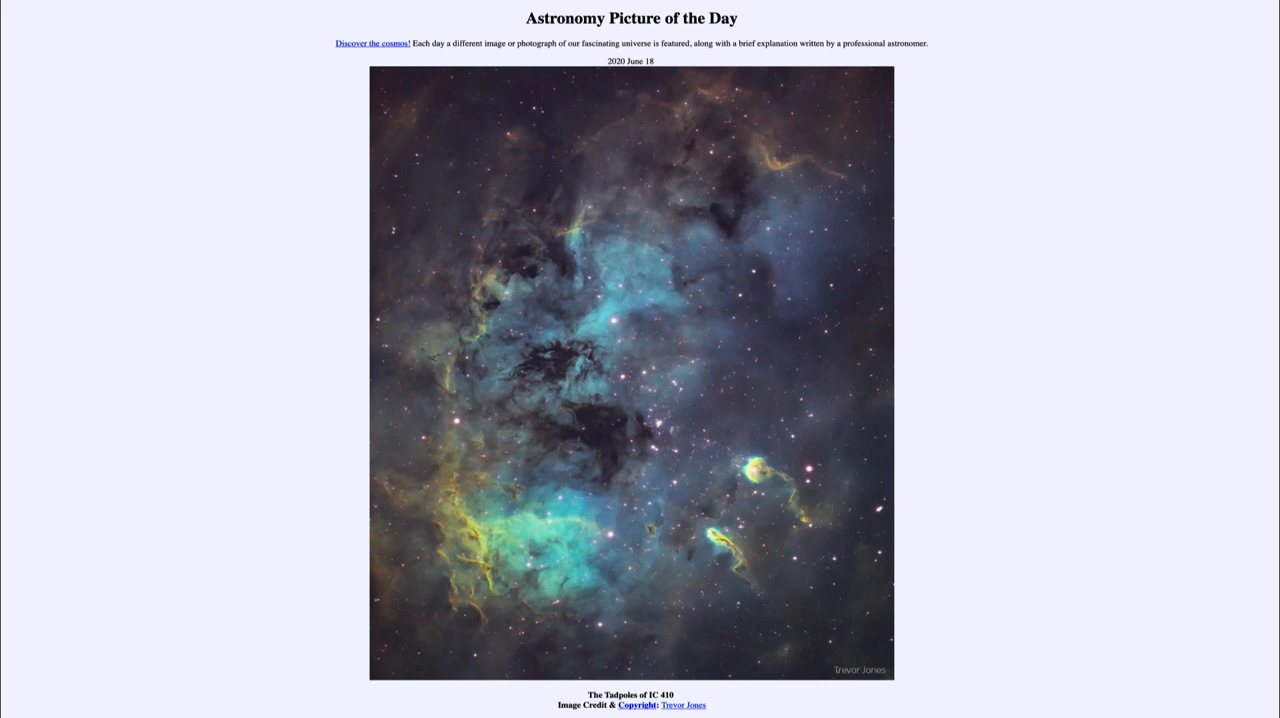 Astronomy Picture of the Day
Discover the cosmos! Each day a different image or photograph of our fascinating universe is featured, along with a brief explanation written by a professional astronomer.
2020 June 18
Trevor Jones
The Tadpoles of IC 410
Image Credit & Copyright: Trevor Jones